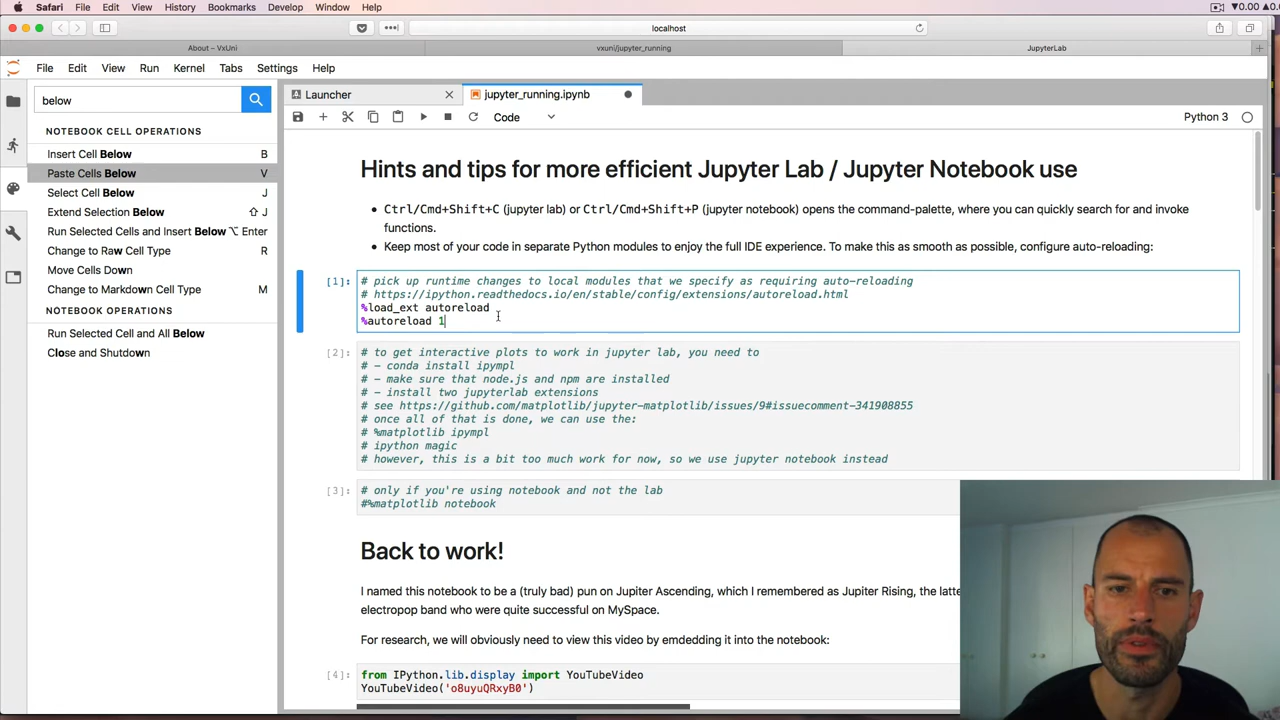 Safari File Edit View History Bookmarks Develop Window Help
localhost
About – VxUni
vxuni/jupyter_running
JupyterLab
File Edit View Run Kernel Tabs Settings Help
below
NOTEBOOK CELL OPERATIONS
Insert Cell Below B
Paste Cells Below V
Select Cell Below J
Extend Selection Below ⇧ J
Run Selected Cells and Insert Below ⌥ Enter
Change to Raw Cell Type R
Move Cells Down
Change to Markdown Cell Type M
NOTEBOOK OPERATIONS
Run Selected Cell and All Below
Close and Shutdown
Launcher
jupyter_running.ipynb
Code
Python 3
Hints and tips for more efficient Jupyter Lab / Jupyter Notebook use
• Ctrl/Cmd+Shift+C (jupyter lab) or Ctrl/Cmd+Shift+P (jupyter notebook) opens the command-palette, where you can quickly search for and invoke
functions.
• Keep most of your code in separate Python modules to enjoy the full IDE experience. To make this as smooth as possible, configure auto-reloading:
[1]: # pick up runtime changes to local modules that we specify as requiring auto-reloading
# https://ipython.readthedocs.io/en/stable/config/extensions/autoreload.html
%load_ext autoreload
%autoreload 1
[2]: # to get interactive plots to work in jupyter lab, you need to
# - conda install ipympl
# - make sure that node.js and npm are installed
# - install two jupyterlab extensions
# see https://github.com/matplotlib/jupyter-matplotlib/issues/9#issuecomment-341908855
# once all of that is done, we can use the:
# %matplotlib ipympl
# ipython magic
# however, this is a bit too much work for now, so we use jupyter notebook instead
[3]: # only if you're using notebook and not the lab
#%matplotlib notebook
Back to work!
I named this notebook to be a (truly bad) pun on Jupiter Ascending, which I remembered as Jupiter Rising, the latte
electropop band who were quite successful on MySpace.
For research, we will obviously need to view this video by emdedding it into the notebook:
[4]: from IPython.lib.display import YouTubeVideo
YouTubeVideo('o8uyuQRxyB0')